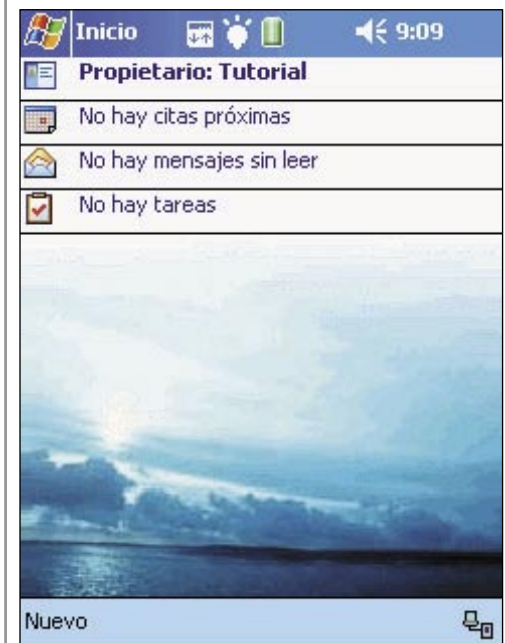 Inicio 9:09
Propietario: Tutorial
No hay citas próximas
No hay mensajes sin leer
No hay tareas
Nuevo